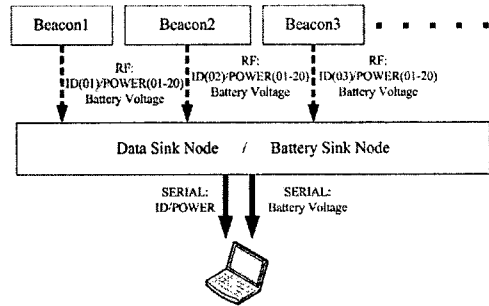 Beacon1
Beacon2
Beacon3
RF:
ID(01)/POWER(01-20)
Battery Voltage
RF:
ID(02)/POWER(01-20)
Battery Voltage
RF:
ID(03)/POWER(01-20)
Battery Voltage
Data Sink Node / Battery Sink Node
SERIAL:
ID/POWER
SERIAL:
Battery Voltage